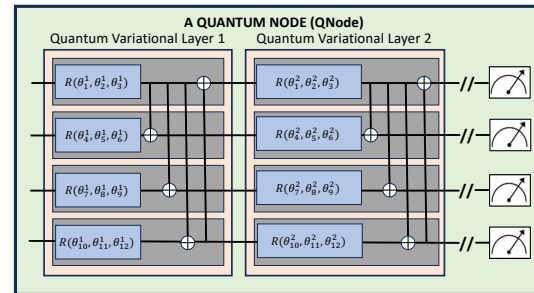 A QUANTUM NODE (QNode)
Quantum Variational Layer 1 Quantum Variational Layer 2
R(θ₁¹,θ₂¹,θ₃¹) R(θ₁²,θ₂²,θ₃²)
R(θ₄¹,θ₅¹,θ₆¹) R(θ₄²,θ₅²,θ₆²)
R(θ₇¹,θ₈¹,θ₉¹) R(θ₇²,θ₈²,θ₉²)
R(θ₁₀¹,θ₁₁¹,θ₁₂¹) R(θ₁₀²,θ₁₁²,θ₁₂²)